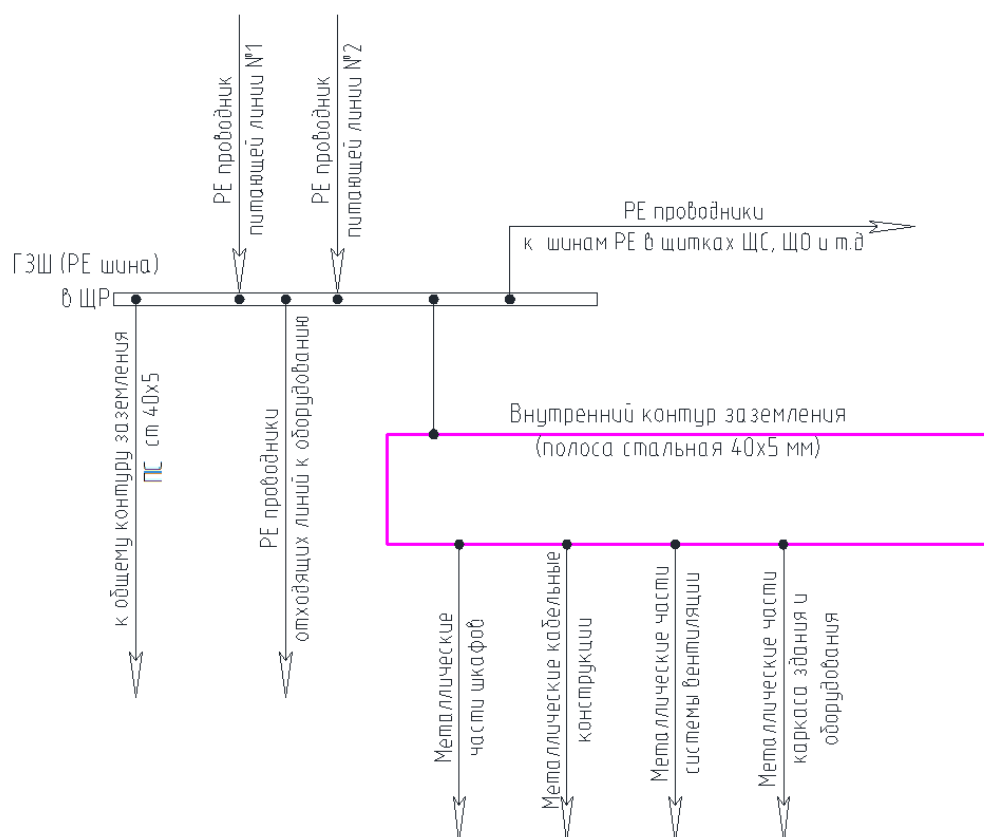 РЕ проводник
питающей линии №1
РЕ проводник
питающей линии №2
РЕ проводники
к шинам РЕ в щитках ЩС, ЩО и т.д
ГЗШ (РЕ шина)
в ЩР
к общему контуру заземления
ПС ст 40х5
РЕ проводники
отходящих линий к оборудованию
Внутренний контур заземления
(полоса стальная 40х5 мм)
Металлические
части шкафов
Металлические кабельные
конструкции
Металлические части
системы вентиляции
Металлические части
каркаса здания и
оборудования